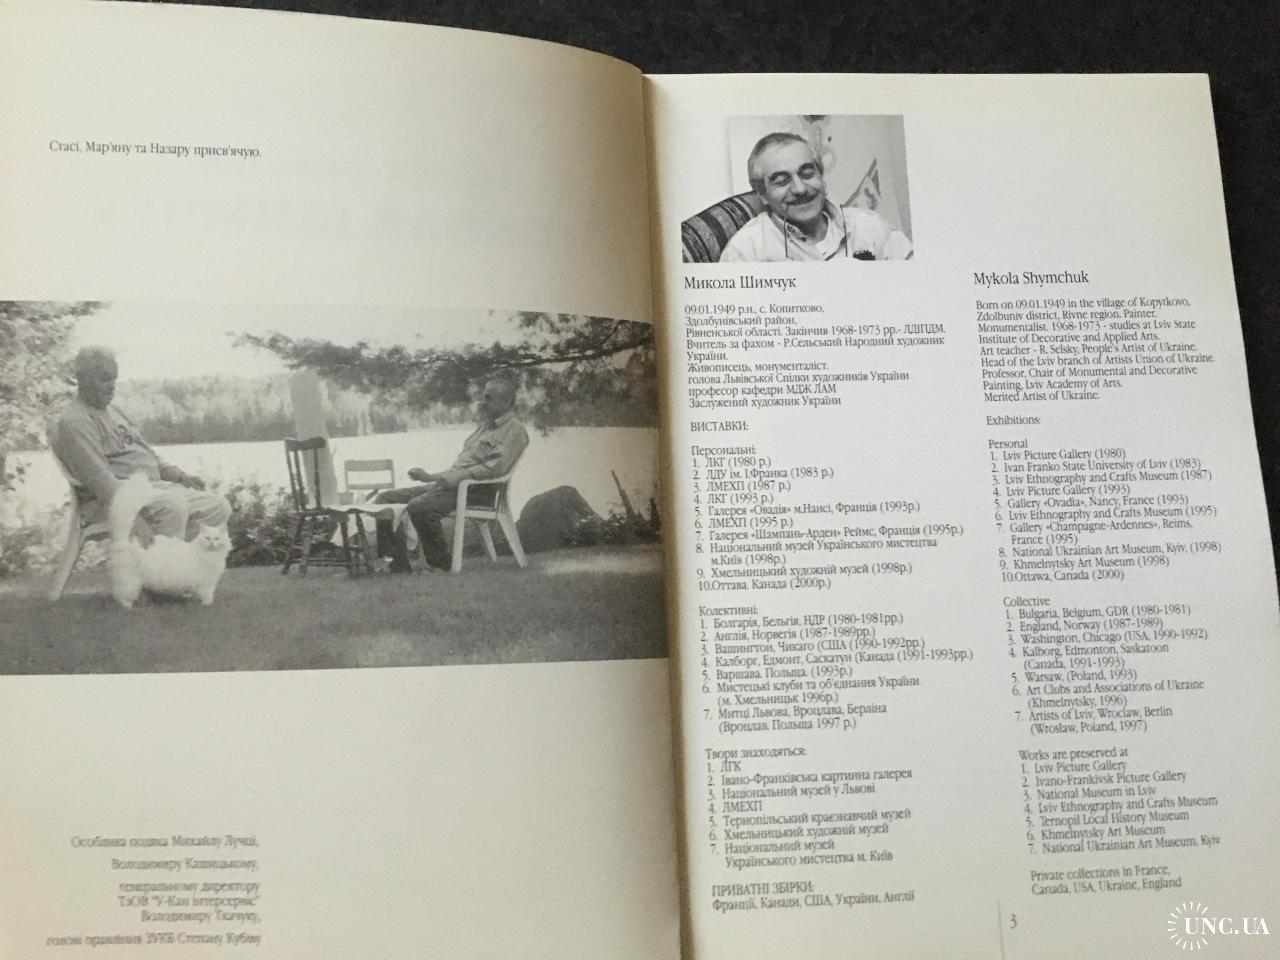 Стасі, Мар'яну та Назару присв'ячую.
Особлива подяка Михайлу Лучці,
Володимиру Кашицькому,
генеральному директору
ТзОВ "У-Кан інтерсервіс"
Володимиру Ткачуку,
голові правління ЗУКБ Степану Кубіву
Микола Шимчук
09.01.1949 р.н., с. Копитково,
Здолбунівський район,
Рівненської області. Закінчив 1968-1973 рр.- ЛДІПДМ.
Вчитель за фахом - Р.Сельський Народний художник
України.
Живописець, монументаліст.
голова Львівської Спілки художників України
професор кафедри МДЖ ЛАМ
Заслужений художник України
ВИСТАВКИ:
Персональні:
1. ЛКГ (1980 р.)
2. ЛДУ ім. І.Франка (1983 р.)
3. ЛМЕХП (1987 р.)
4. ЛКГ (1993 р.)
5. Галерея «Овадія» м.Нансі, Франція (1993р.)
6. ЛМЕХП (1995 р.)
7. Галерея «Шампань-Арден» Реймс, Франція (1995р.)
8. Національний музей Українського мистецтва
м.Київ (1998р.)
9. Хмельницький художній музей (1998р.)
10.Оттава. Канада (2000р.)
Колективні:
1. Болгарія, Бельгія, НДР (1980-1981рр.)
2. Англія, Норвегія (1987-1989рр.)
3. Вашингтон, Чикаго (США (1990-1992рр.)
4. Калборг, Едмонт, Саскатун (Канада (1991-1993рр.)
5. Варшава. Польща. (1993р.)
6. Мистецькі клуби та об'єднання України
(м. Хмельницьк 1996р.)
7. Митці Львова, Вроцлава, Берліна
(Вроцлав. Польща 1997 р.)
Твори знаходяться:
1. ЛГК
2. Івано-Франківська картинна галерея
3. Національний музей у Львові
4. ЛМЕХП
5. Тернопільський краєзнавчий музей
6. Хмельницький художній музей
7. Національний музей
Українського мистецтва м. Київ
ПРИВАТНІ ЗБІРКИ:
Франції, Канади, США, України, Англії
Mykola Shymchuk
Born on 09.01.1949 in the village of Kopytkovo,
Zdolbuniv district, Rivne region. Painter.
Monumentalist. 1968-1973 - studies at Lviv State
Institute of Decorative and Applied Arts.
Art teacher - R. Selsky, People's Artist of Ukraine.
Head of the Lviv branch of Artists Union of Ukraine.
Professor, Chair of Monumental and Decorative
Painting, Lviv Academy of Arts.
Merited Artist of Ukraine.
Exhibitions:
Personal
1. Lviv Picture Gallery (1980)
2. Ivan Franko State University of Lviv (1983)
3. Lviv Ethnography and Crafts Museum (1987)
4. Lviv Picture Gallery (1993)
5. Gallery «Ovadia», Nancy, France (1993)
6. Lviv Ethnography and Crafts Museum (1995)
7. Gallery «Champagne-Ardennes», Reims,
France (1995)
8. National Ukrainian Art Museum, Kyiv, (1998)
9. Khmelnytsky Art Museum (1998)
10.Ottawa, Canada (2000)
Collective
1. Bulgaria, Belgium, GDR (1980-1981)
2. England, Norway (1987-1989)
3. Washington, Chicago (USA, 1990-1992)
4. Kalborg, Edmonton, Saskatoon
(Canada, 1991-1993)
5. Warsaw, (Poland, 1993)
6. Art Clubs and Associations of Ukraine
(Khmelnytsky, 1996)
7. Artists of Lviv, Wroclaw, Berlin
(Wroslaw, Poland, 1997)
Works are preserved at
1. Lviv Picture Gallery
2. Ivano-Frankivsk Picture Gallery
3. National Museum in Lviv
4. Lviv Ethnography and Crafts Museum
5. Ternopil Local History Museum
6. Khmelnytsky Art Museum
7. National Ukrainian Art Museum, Kyiv
Private collections in France,
Canada, USA, Ukraine, England
3
UNC.UA